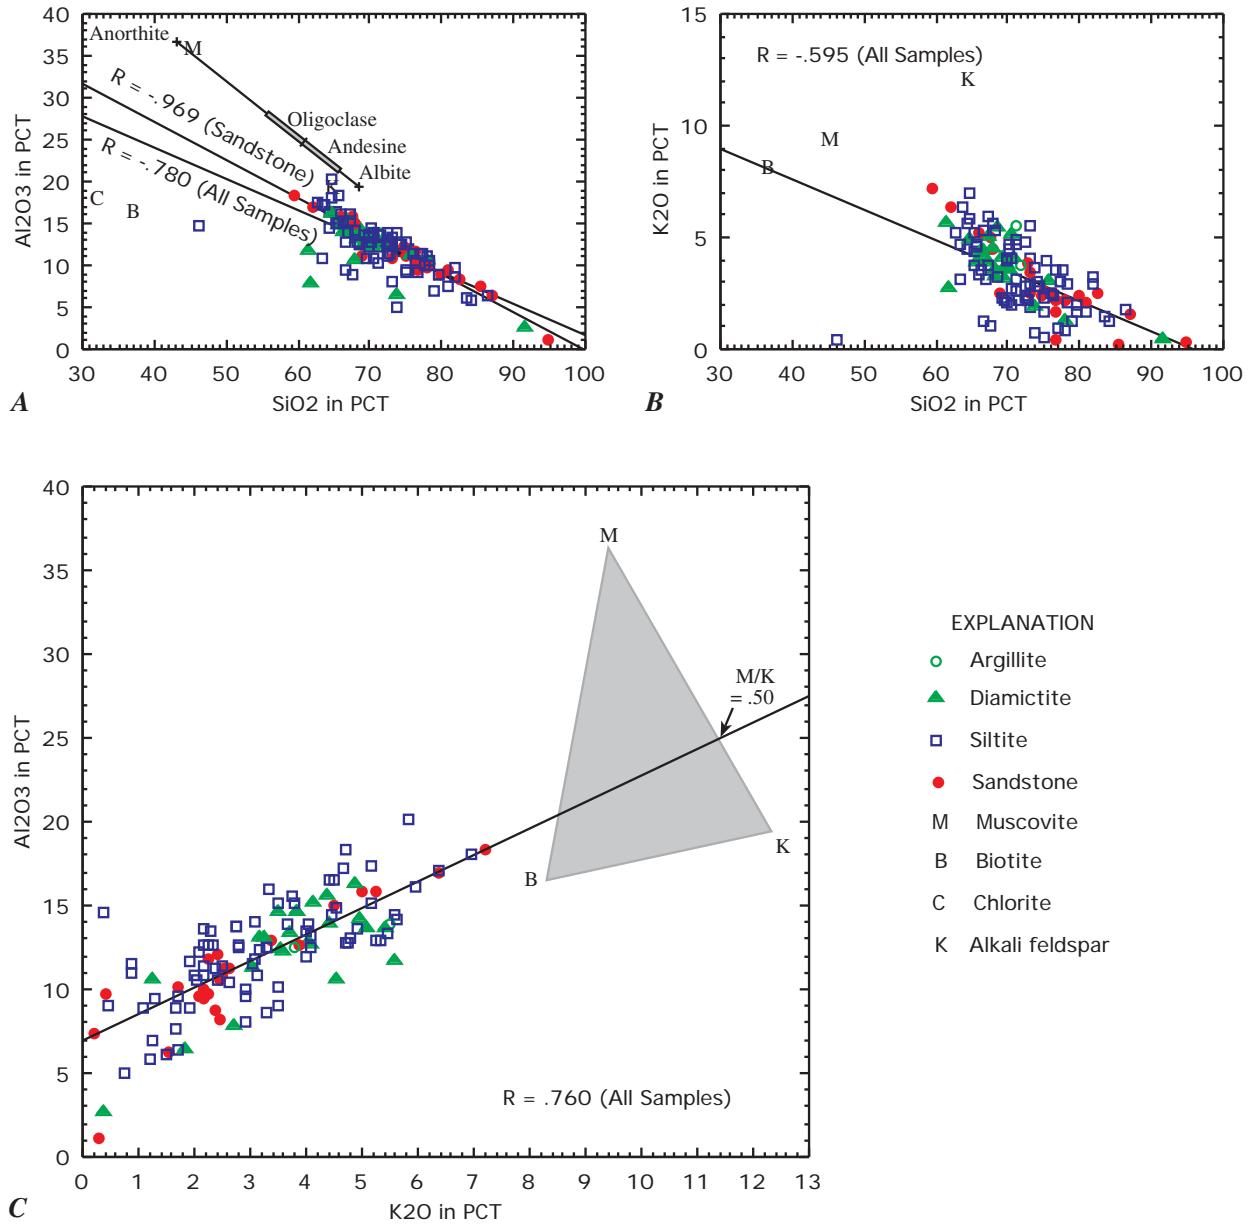 40
35
30
25
20
15
10
5
0
Al2O3 in PCT
Anorthite
M
R = -.969 (Sandstone)
Oligoclase
Andesine
Albite
K
R = -.780 (All Samples)
C
B
30 40 50 60 70 80 90 100
SiO2 in PCT
A
15
10
5
0
K2O in PCT
R = -.595 (All Samples)
K
M
B
30 40 50 60 70 80 90 100
SiO2 in PCT
B
40
35
30
25
20
15
10
5
0
Al2O3 in PCT
M
M/K
= .50
K
B
R = .760 (All Samples)
0 1 2 3 4 5 6 7 8 9 10 11 12 13
K2O in PCT
C
EXPLANATION
Argillite
Diamictite
Siltite
Sandstone
M Muscovite
B Biotite
C Chlorite
K Alkali feldspar